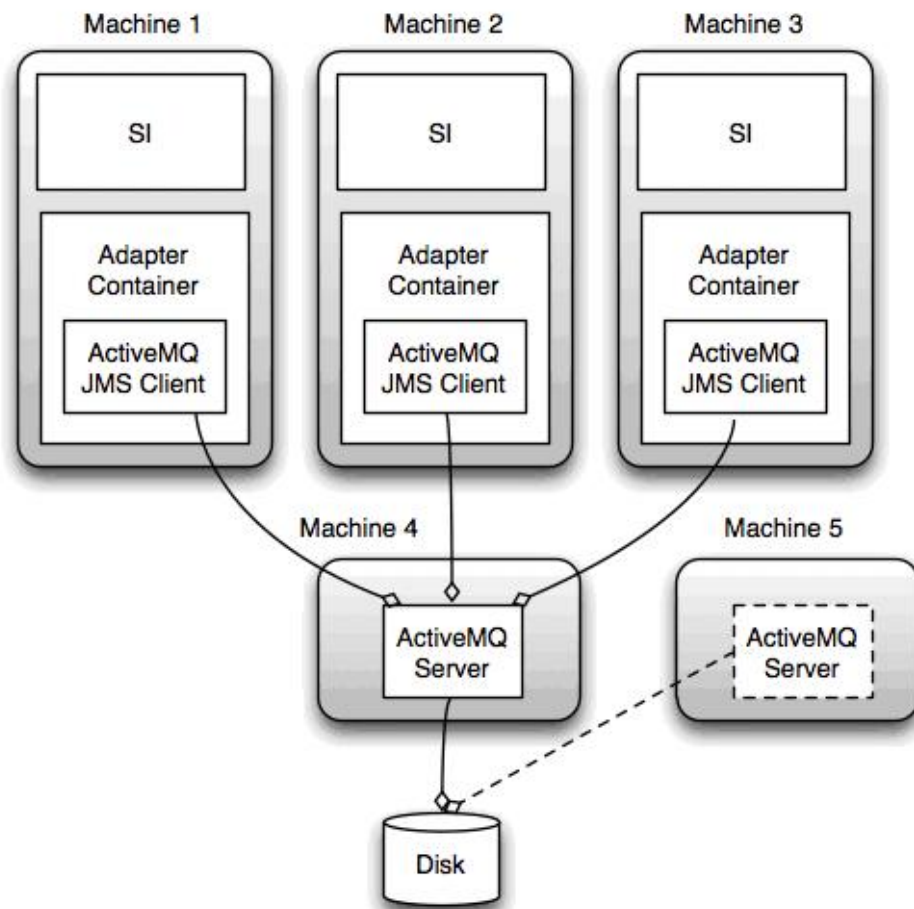 Machine 1
Machine 2
Machine 3
SI
SI
SI
Adapter
Container
Adapter
Container
Adapter
Container
ActiveMQ
JMS Client
ActiveMQ
JMS Client
ActiveMQ
JMS Client
Machine 4
Machine 5
ActiveMQ
Server
ActiveMQ
Server
Disk